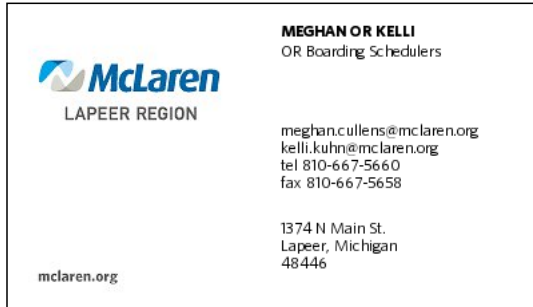 McLaren
LAPEER REGION
mclaren.org
MEGHAN OR KELLI
OR Boarding Schedulers
meghan.cullens@mclaren.org
kelli.kuhn@mclaren.org
tel 810-667-5660
fax 810-667-5658
1374 N Main St.
Lapeer, Michigan
48446